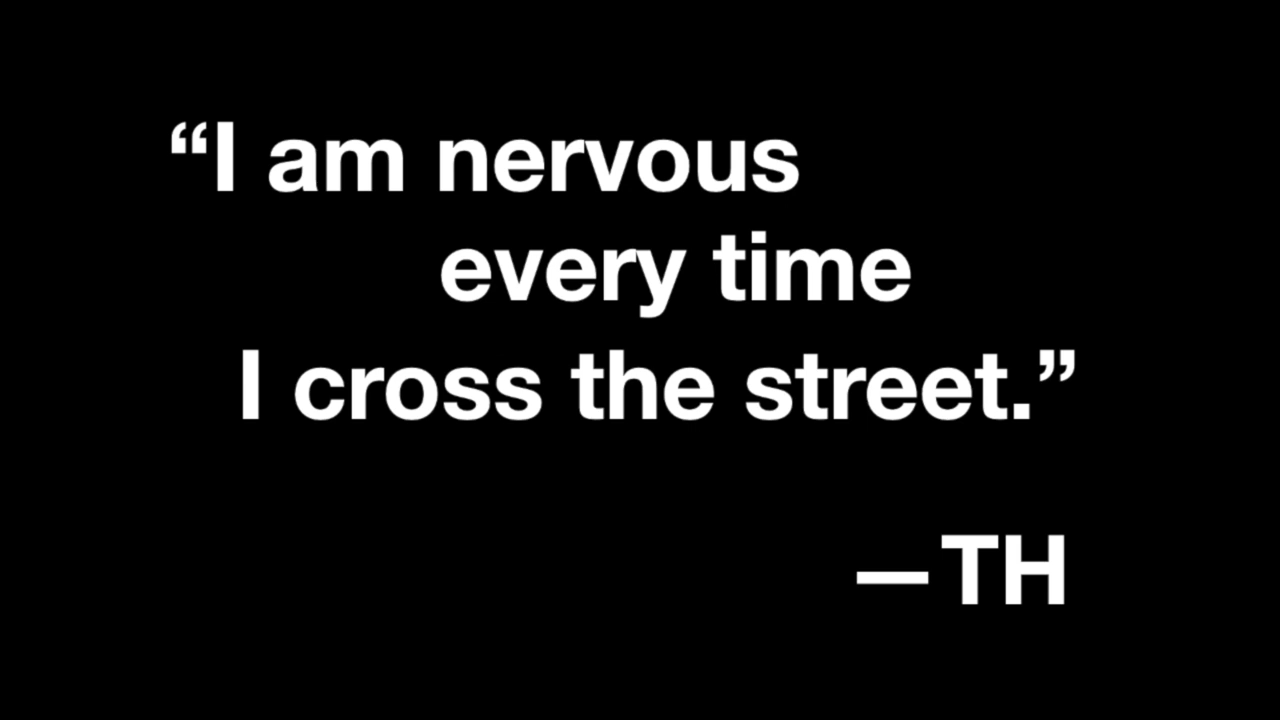 “I am nervous
every time
I cross the street.”
—TH